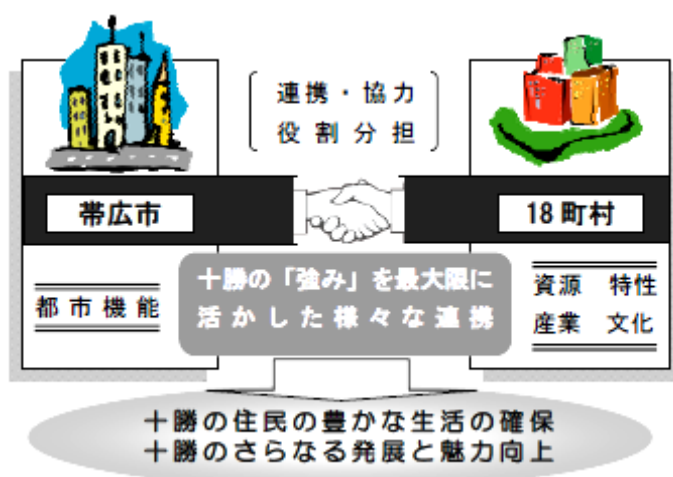 連携・協力
役割分担
帯広市
18町村
都市機能
十勝の「強み」を最大限に
活かした様々な連携
資源 特性
産業 文化
十勝の住民の豊かな生活の確保
十勝のさらなる発展と魅力向上